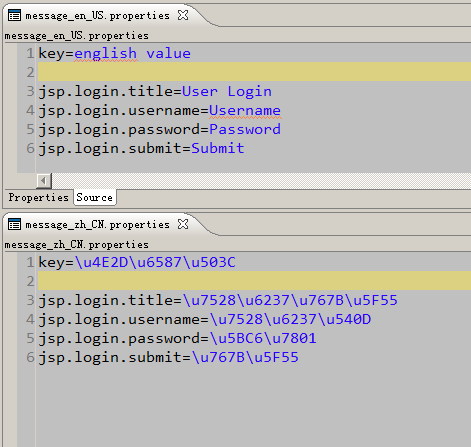 message_en_US.properties
message_en_US.properties
1 key=english value
2
3 jsp.login.title=User Login
4 jsp.login.username=Username
5 jsp.login.password=Password
6 jsp.login.submit=Submit
Properties Source
message_zh_CN.properties
message_zh_CN.properties
1 key=\u4E2D\u6587\u503C
2
3 jsp.login.title=\u7528\u6237\u767B\u5F55
4 jsp.login.username=\u7528\u6237\u540D
5 jsp.login.password=\u5BC6\u7801
6 jsp.login.submit=\u767B\u5F55